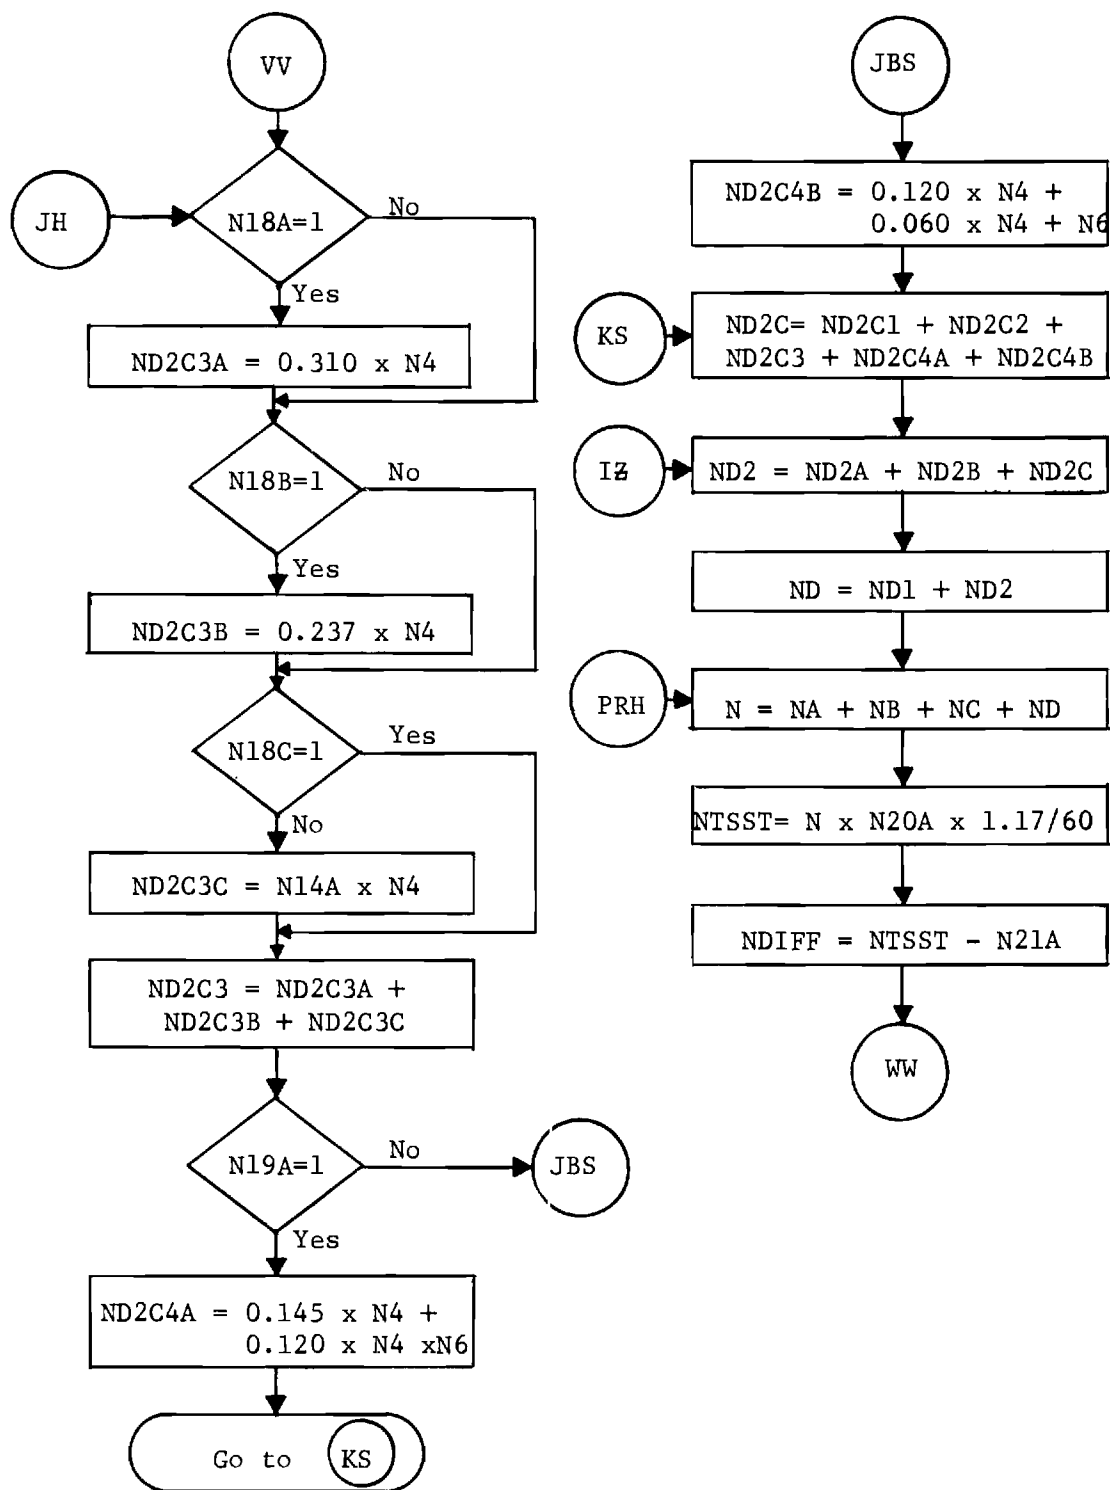 VV
JH
N18A=1
No
Yes
ND2C3A = 0.310 x N4
N18B=1
No
Yes
ND2C3B = 0.237 x N4
N18C=1
Yes
No
ND2C3C = N14A x N4
ND2C3 = ND2C3A +
ND2C3B + ND2C3C
N19A=1
No
JBS
Yes
ND2C4A = 0.145 x N4 +
0.120 x N4 xN6
Go to KS
JBS
ND2C4B = 0.120 x N4 +
0.060 x N4 + N6
KS
ND2C= ND2C1 + ND2C2 +
ND2C3 + ND2C4A + ND2C4B
IƵ
ND2 = ND2A + ND2B + ND2C
ND = ND1 + ND2
PRH
N = NA + NB + NC + ND
NTSST= N x N20A x 1.17/60
NDIFF = NTSST - N21A
WW